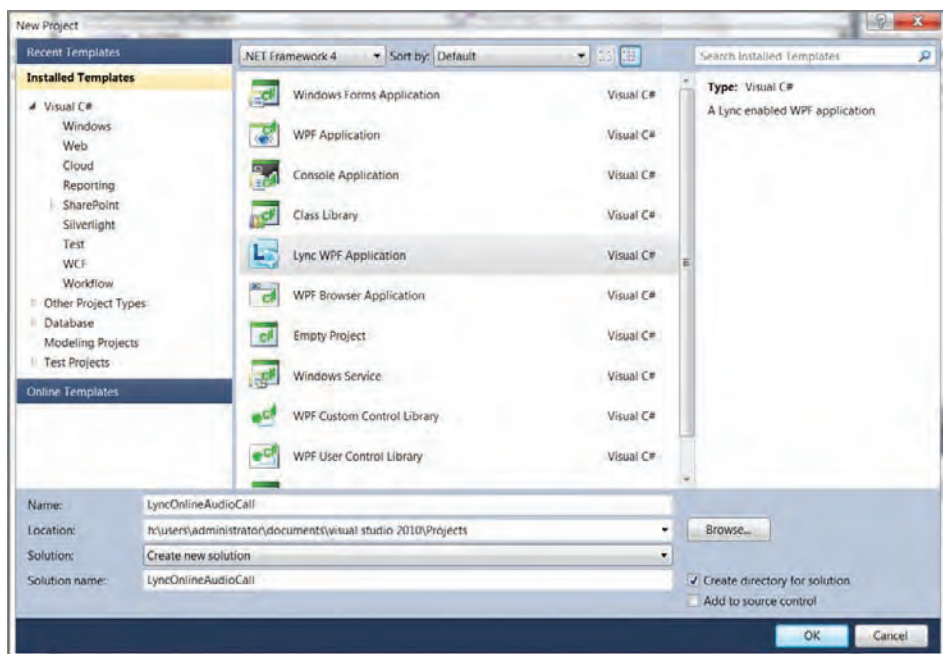 New Project
Recent Templates
.NET Framework 4 Sort by: Default
Search Installed Templates
Installed Templates
Visual C#
Windows
Web
Cloud
Reporting
SharePoint
Silverlight
Test
WCF
Workflow
Other Project Types
Database
Modeling Projects
Test Projects
Online Templates
Windows Forms Application Visual C#
WPF Application Visual C#
Console Application Visual C#
Class Library Visual C#
Lync WPF Application Visual C#
WPF Browser Application Visual C#
Empty Project Visual C#
Windows Service Visual C#
WPF Custom Control Library Visual C#
WPF User Control Library Visual C#
Type: Visual C#
A Lync enabled WPF application
Name: LyncOnlineAudioCall
Location: h:\users\administrator\documents\visual studio 2010\Projects
Browse...
Solution: Create new solution
Solution name: LyncOnlineAudioCall
Create directory for solution
Add to source control
OK Cancel